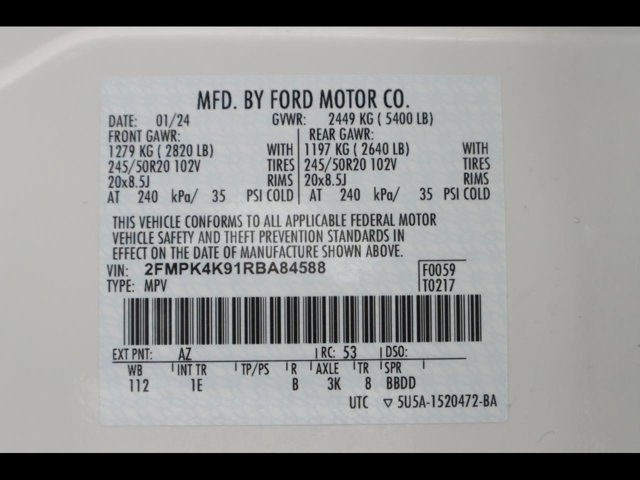 MFD. BY FORD MOTOR CO.
DATE: 01/24 GVWR: 2449 KG ( 5400 LB)
FRONT GAWR: REAR GAWR:
1279 KG ( 2820 LB) WITH 1197 KG ( 2640 LB) WITH
245/50R20 102V TIRES 245/50R20 102V TIRES
20x8.5J RIMS 20x8.5J RIMS
AT 240 kPa/ 35 PSI COLD AT 240 kPa/ 35 PSI COLD
THIS VEHICLE CONFORMS TO ALL APPLICABLE FEDERAL MOTOR
VEHICLE SAFETY AND THEFT PREVENTION STANDARDS IN
EFFECT ON THE DATE OF MANUFACTURE SHOWN ABOVE.
VIN: 2FMPK4K91RBA84588 F0059
TYPE: MPV T0217
EXT PNT: AZ RC: 53 DSO:
WB INT TR TP/PS R AXLE TR SPR
112 1E B 3K 8 BBDD
UTC ▽ 5U5A-1520472-BA